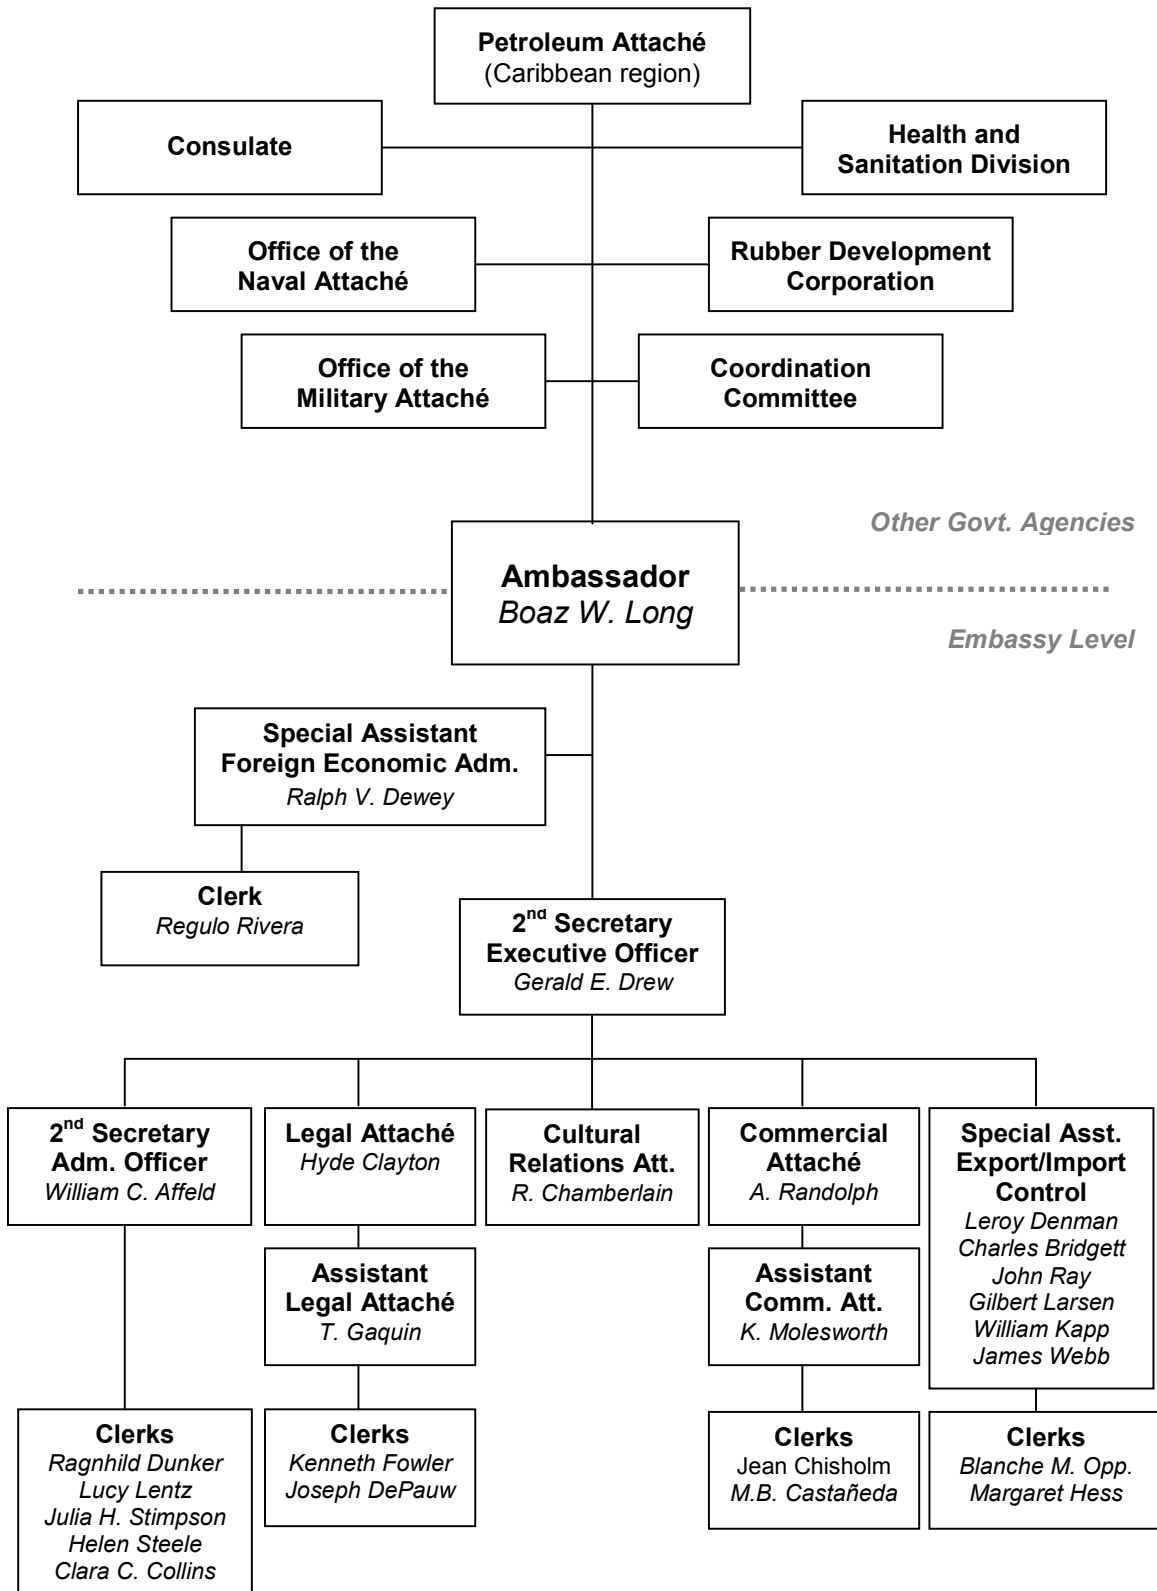 Petroleum Attaché
(Caribbean region)
Consulate
Health and
Sanitation Division
Office of the
Naval Attaché
Rubber Development
Corporation
Office of the
Military Attaché
Coordination
Committee
Other Govt. Agencies
Ambassador
Boaz W. Long
Embassy Level
Special Assistant
Foreign Economic Adm.
Ralph V. Dewey
Clerk
Regulo Rivera
2nd Secretary
Executive Officer
Gerald E. Drew
2nd Secretary
Adm. Officer
William C. Affeld
Legal Attaché
Hyde Clayton
Cultural
Relations Att.
R. Chamberlain
Commercial
Attaché
A. Randolph
Special Asst.
Export/Import
Control
Leroy Denman
Charles Bridgett
John Ray
Gilbert Larsen
William Kapp
James Webb
Assistant
Legal Attaché
T. Gaquin
Assistant
Comm. Att.
K. Molesworth
Clerks
Ragnhild Dunker
Lucy Lentz
Julia H. Stimpson
Helen Steele
Clara C. Collins
Clerks
Kenneth Fowler
Joseph DePauw
Clerks
Jean Chisholm
M.B. Castañeda
Clerks
Blanche M. Opp.
Margaret Hess